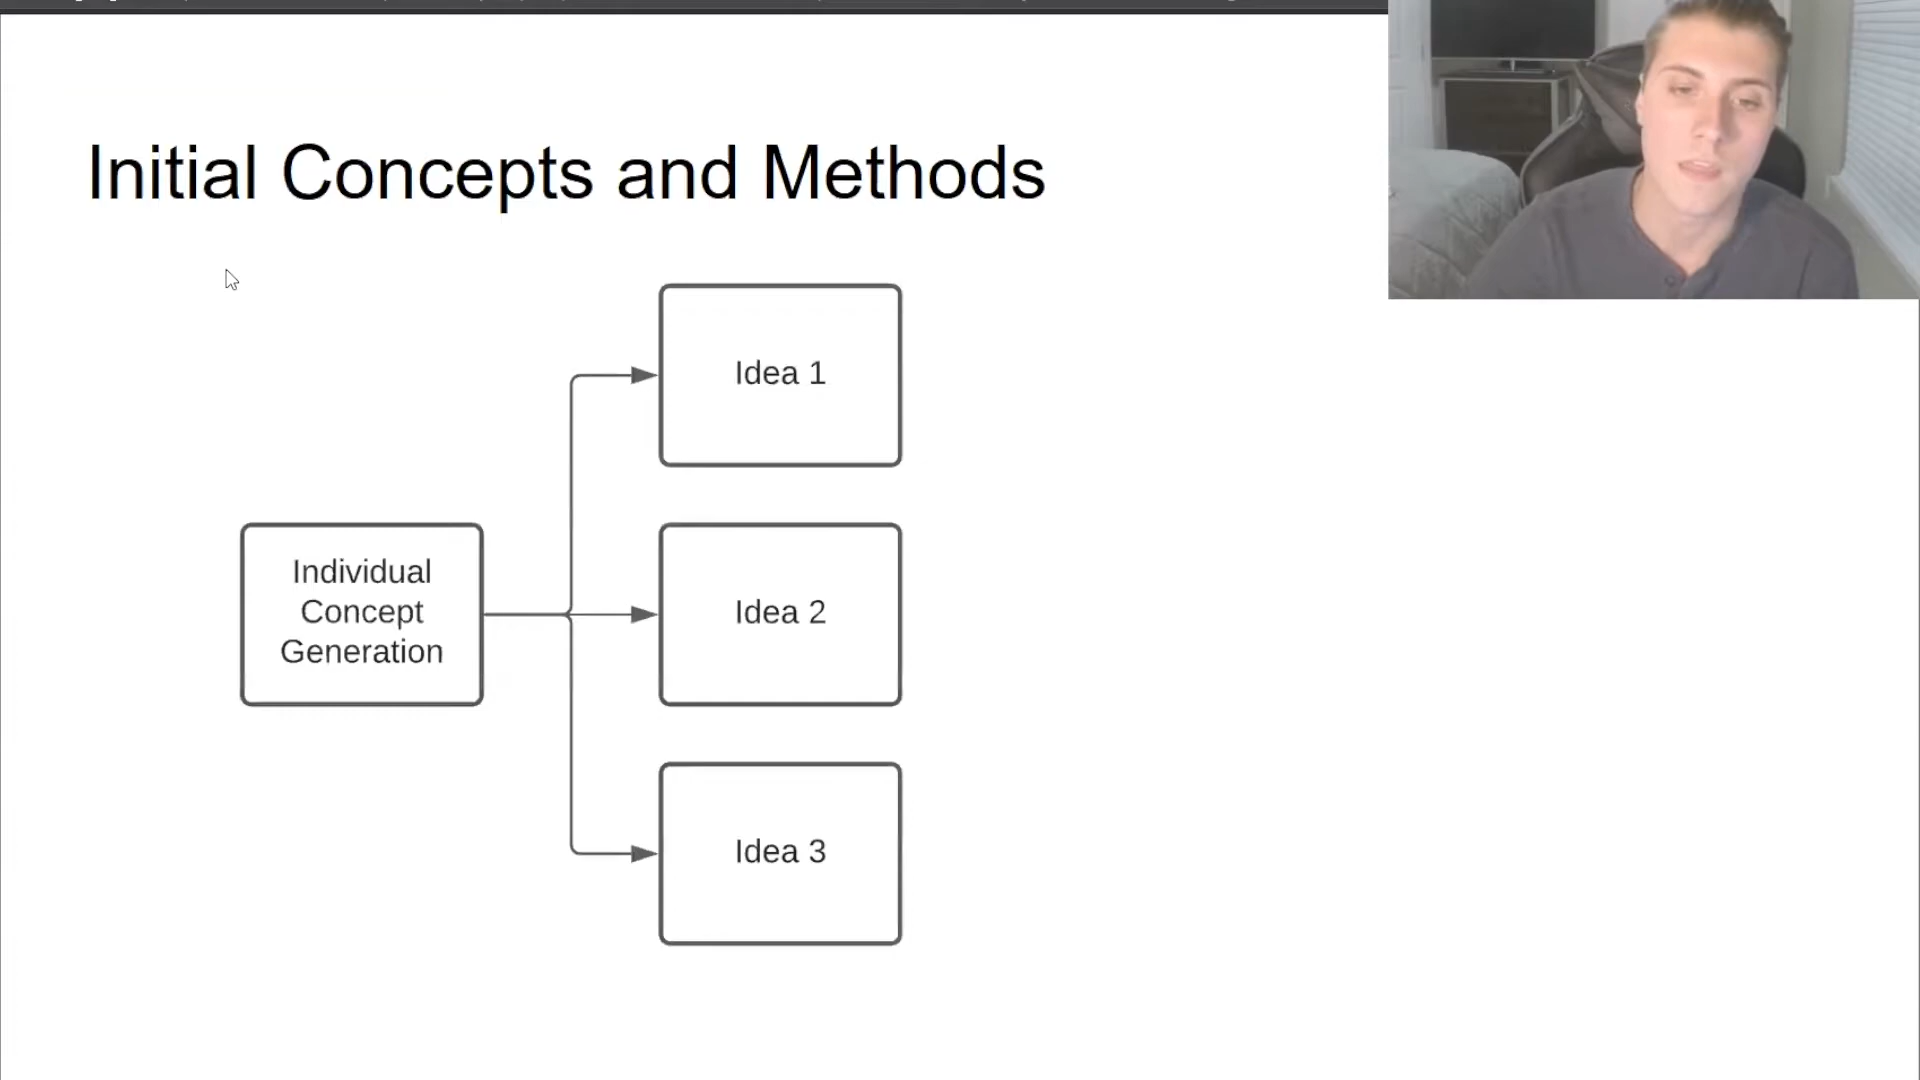 Initial Concepts and Methods
Idea 1
Individual
Concept
Generation
Idea 2
Idea 3